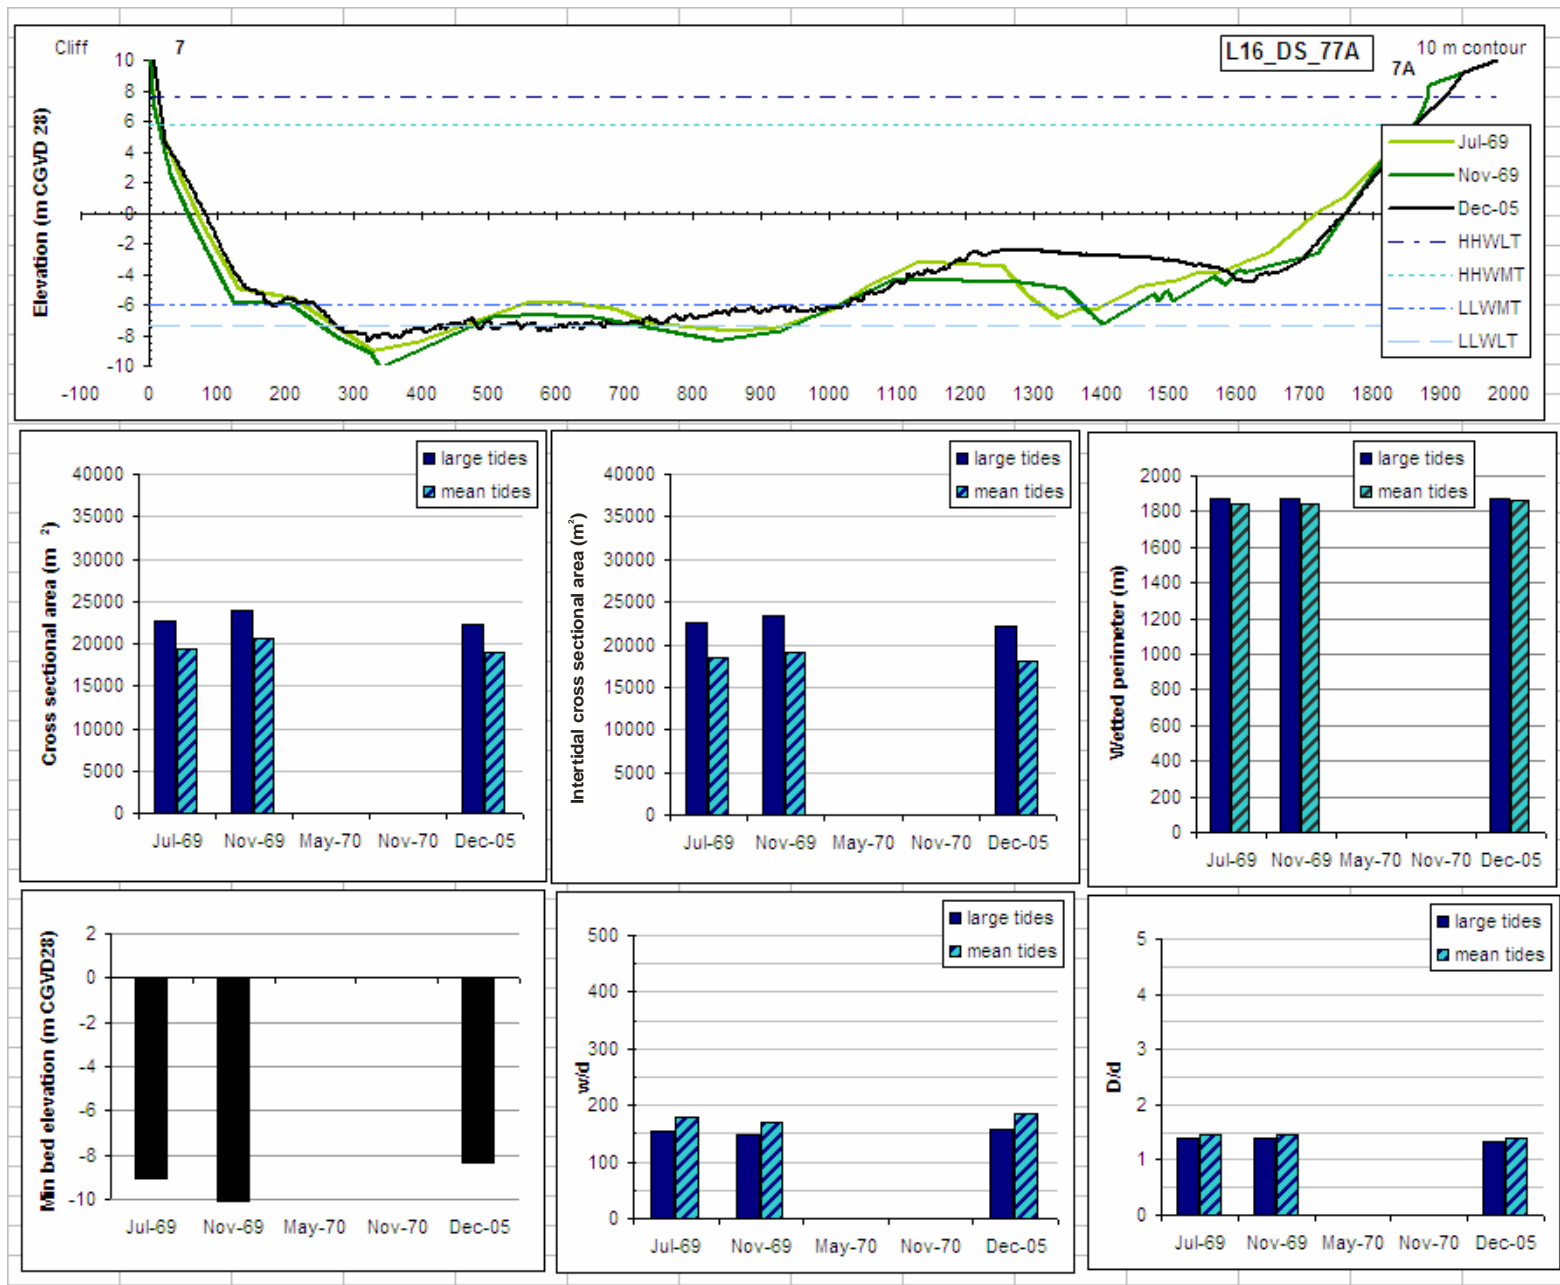 Cliff
7
L16_DS_77A
10 m contour
7A
Elevation (m CGVD 28)
10
8
6
4
2
0
-2
-4
-6
-8
-10
-100 0 100 200 300 400 500 600 700 800 900 1000 1100 1200 1300 1400 1500 1600 1700 1800 1900 2000
Jul-69
Nov-69
Dec-05
HHWLT
HHWMT
LLWMT
LLWLT
large tides
mean tides
Cross sectional area (m 2)
40000
35000
30000
25000
20000
15000
10000
5000
0
Jul-69 Nov-69 May-70 Nov-70 Dec-05
large tides
mean tides
Intertidal cross sectional area (m²)
40000
35000
30000
25000
20000
15000
10000
5000
0
Jul-69 Nov-69 May-70 Nov-70 Dec-05
large tides
mean tides
Wetted perimeter (m)
2000
1800
1600
1400
1200
1000
800
600
400
200
0
Jul-69 Nov-69 May-70 Nov-70 Dec-05
Min bed elevation (m CGVD28)
2
0
-2
-4
-6
-8
-10
Jul-69 Nov-69 May-70 Nov-70 Dec-05
large tides
mean tides
w/d
500
400
300
200
100
0
Jul-69 Nov-69 May-70 Nov-70 Dec-05
large tides
mean tides
D/d
5
4
3
2
1
0
Jul-69 Nov-69 May-70 Nov-70 Dec-05